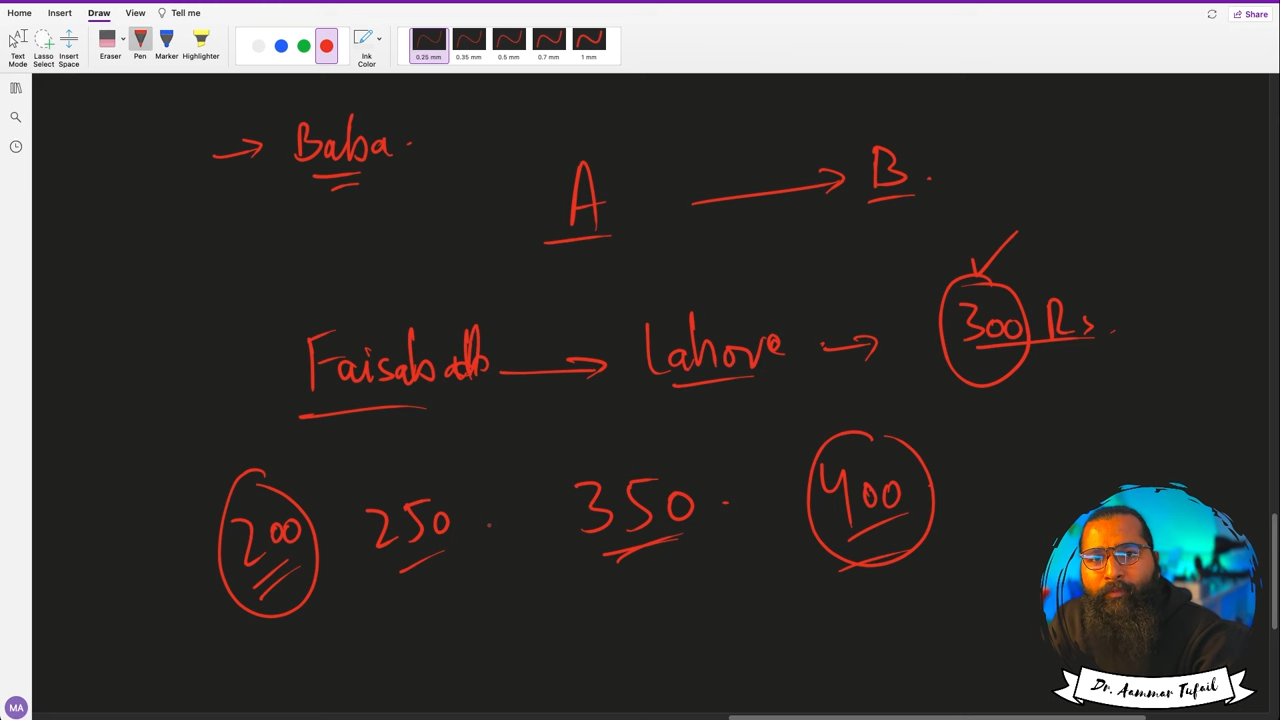 Home Insert Draw View Tell me Share
Text Mode Lasso Select Insert Space Eraser Pen Marker Highlighter Ink Color 0.25 mm 0.35 mm 0.5 mm 0.7 mm 1 mm
→ Baba.
A → B.
300 Rs.
→ Lahore →
200 250 . 350 . 400
Dr. Aammar Tufail
MA